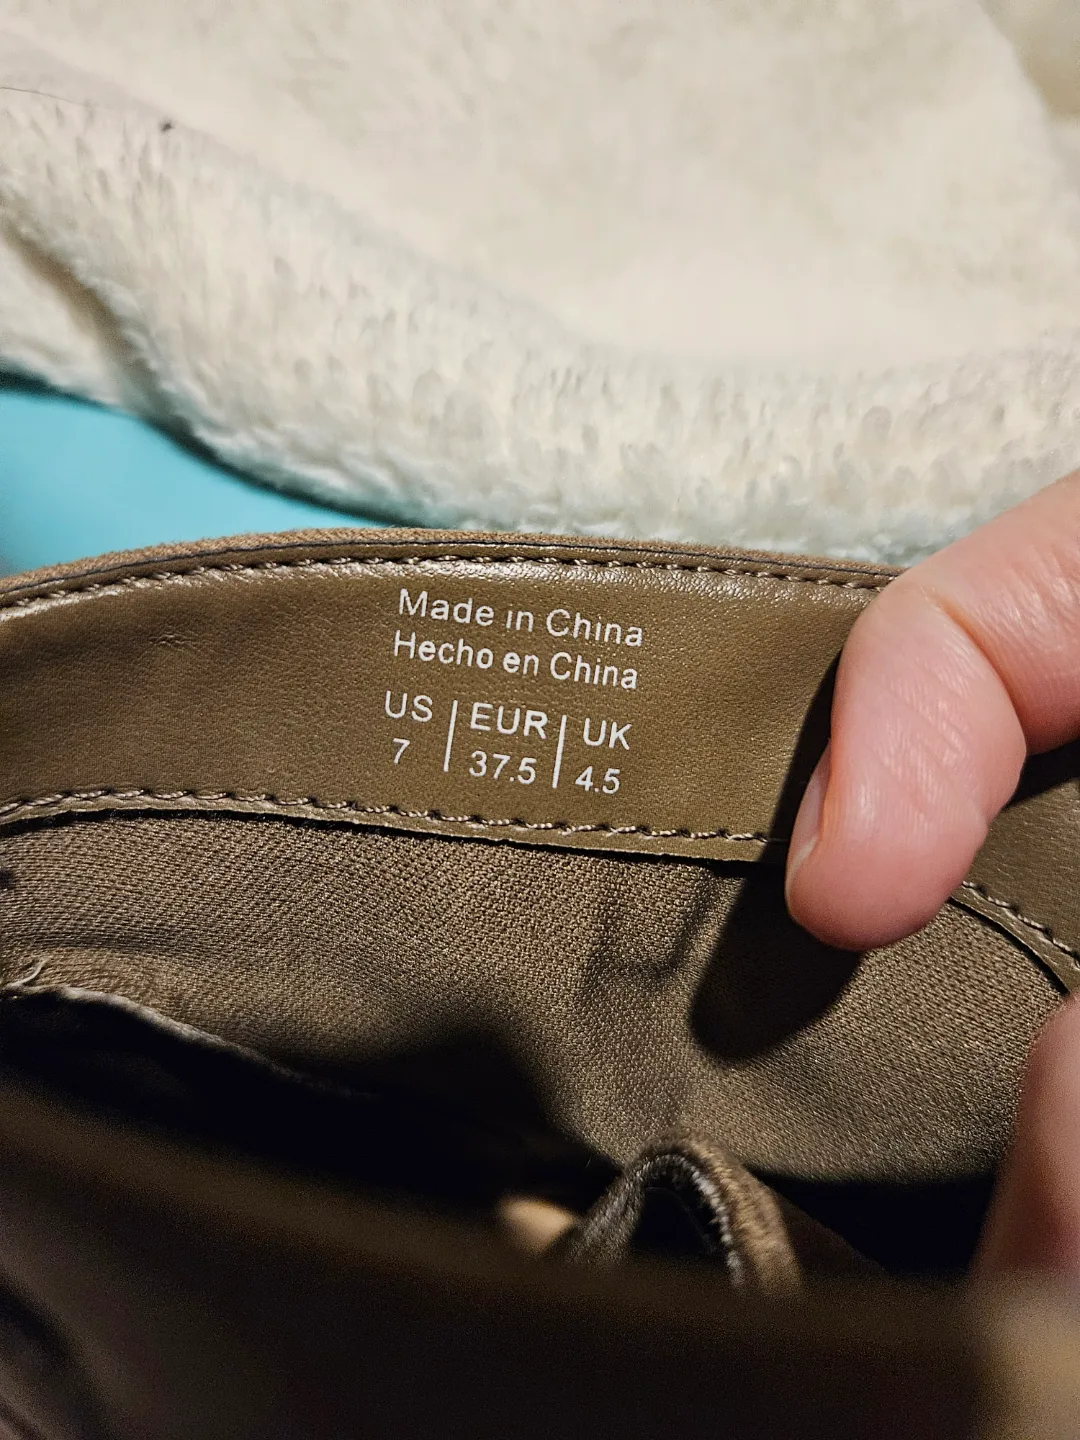 Made in China
Hecho en China
US | EUR | UK
7 | 37.5 | 4.5